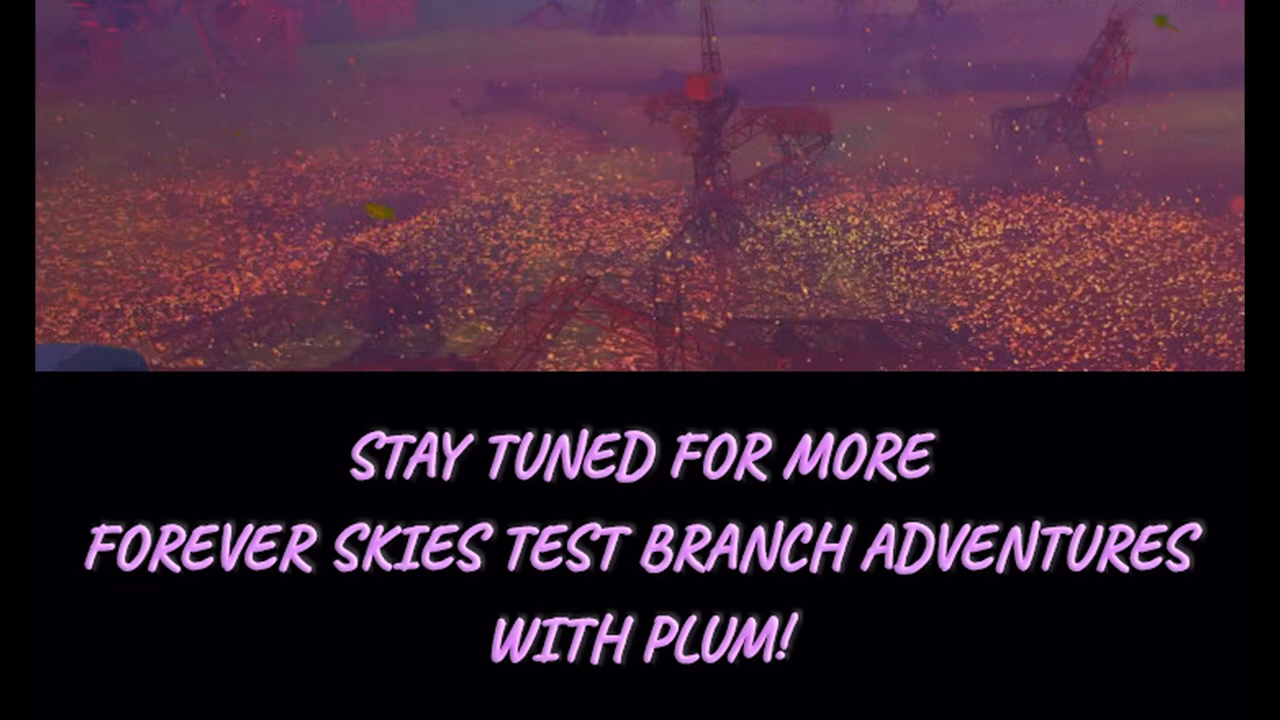 STAY TUNED FOR MORE
FOREVER SKIES TEST BRANCH ADVENTURES
WITH PLUM!